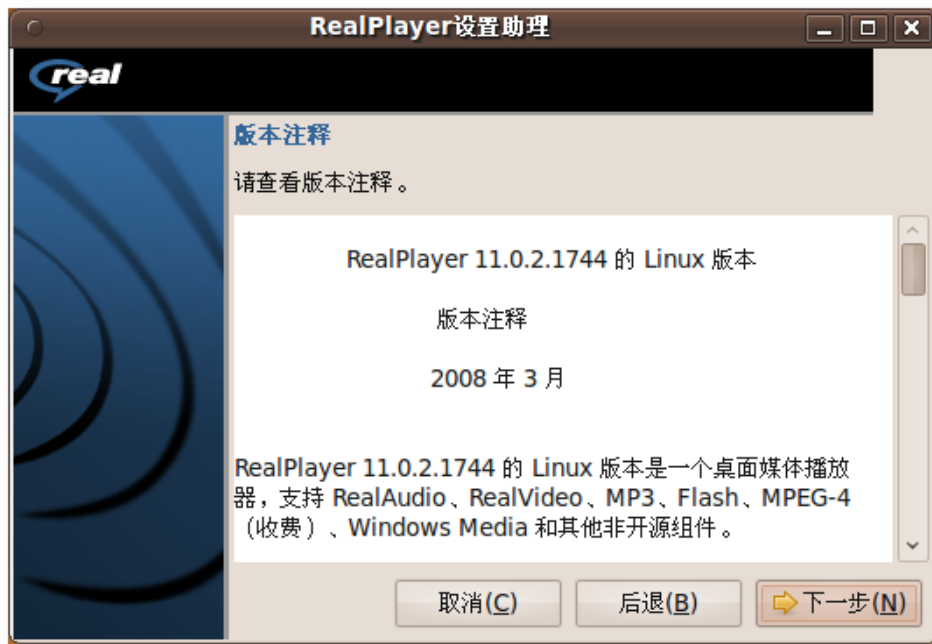 RealPlayer设置助理
real
版本注释
请查看版本注释。
RealPlayer 11.0.2.1744 的 Linux 版本
版本注释
2008 年 3 月
RealPlayer 11.0.2.1744 的 Linux 版本是一个桌面媒体播放
器，支持 RealAudio、RealVideo、MP3、Flash、MPEG-4
（收费）、Windows Media 和其他非开源组件。
取消(C) 后退(B) 下一步(N)